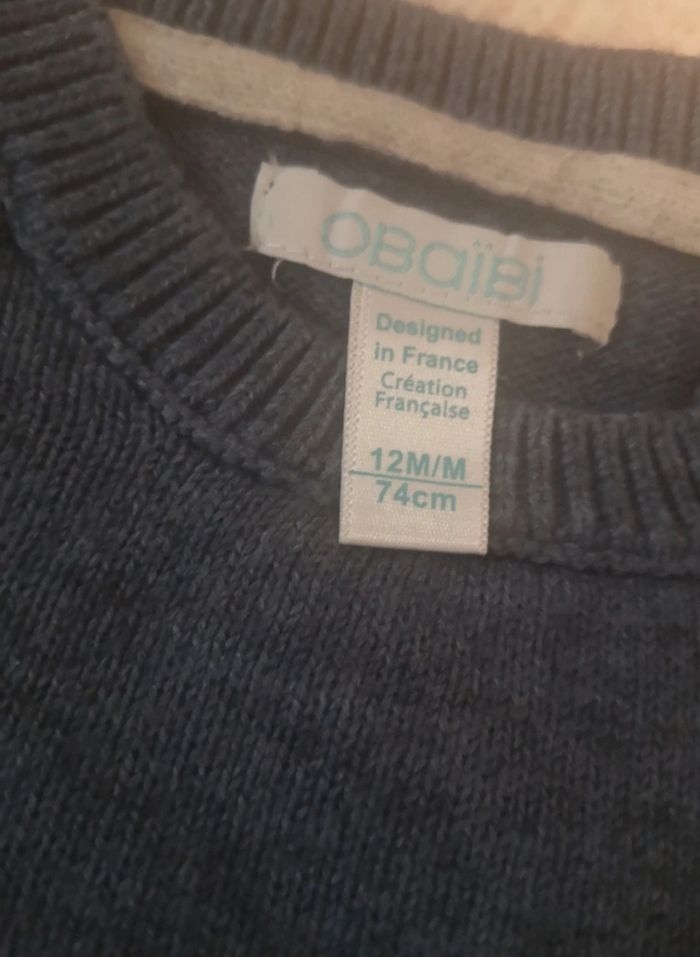 OBaïBi
Designed
in France
Création
Française
12M/M
74cm